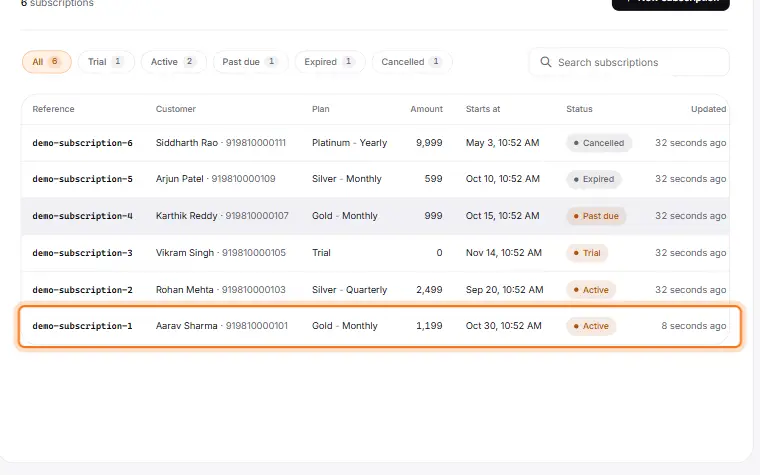 6 subscriptions
New subscription
All 6 Trial 1 Active 2 Past due 1 Expired 1 Cancelled 1 Search subscriptions
Reference Customer Plan Amount Starts at Status Updated
demo-subscription-6 Siddharth Rao · 919810000111 Platinum - Yearly 9,999 May 3, 10:52 AM Cancelled 32 seconds ago
demo-subscription-5 Arjun Patel · 919810000109 Silver - Monthly 599 Oct 10, 10:52 AM Expired 32 seconds ago
demo-subscription-4 Karthik Reddy · 919810000107 Gold - Monthly 999 Oct 15, 10:52 AM Past due 32 seconds ago
demo-subscription-3 Vikram Singh · 919810000105 Trial 0 Nov 14, 10:52 AM Trial 32 seconds ago
demo-subscription-2 Rohan Mehta · 919810000103 Silver - Quarterly 2,499 Sep 20, 10:52 AM Active 32 seconds ago
demo-subscription-1 Aarav Sharma · 919810000101 Gold - Monthly 1,199 Oct 30, 10:52 AM Active 8 seconds ago